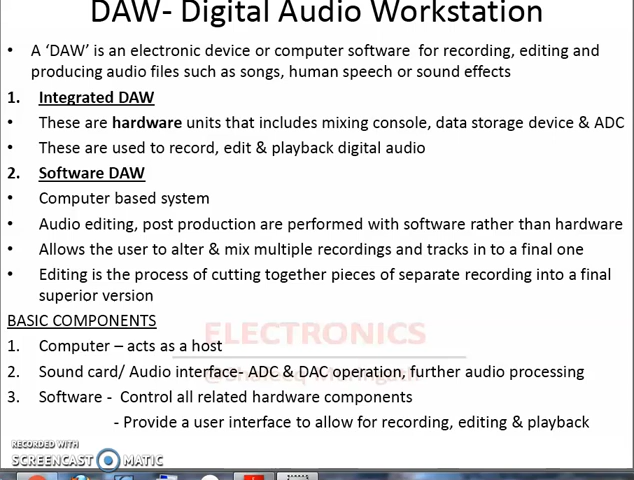 DAW- Digital Audio Workstation
• A ‘DAW’ is an electronic device or computer software for recording, editing and
producing audio files such as songs, human speech or sound effects
1. Integrated DAW
• These are hardware units that includes mixing console, data storage device & ADC
• These are used to record, edit & playback digital audio
2. Software DAW
• Computer based system
• Audio editing, post production are performed with software rather than hardware
• Allows the user to alter & mix multiple recordings and tracks in to a final one
• Editing is the process of cutting together pieces of separate recording into a final
superior version
BASIC COMPONENTS
ELECTRONICS
1. Computer – acts as a host
2. Sound card/ Audio interface- ADC & DAC operation, further audio processing
3. Software - Control all related hardware components
- Provide a user interface to allow for recording, editing & playback
RECORDED WITH
SCREENCAST MATIC